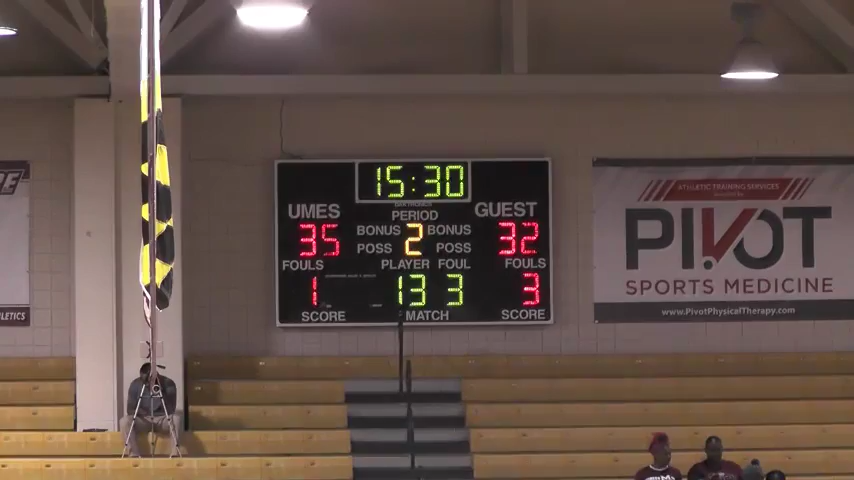 15:30
DAKTRONICS
UMES PERIOD GUEST
35 BONUS 2 BONUS 32
POSS POSS
FOULS PLAYER FOUL FOULS
1 13 3 3
SCORE MATCH SCORE
ATHLETIC TRAINING SERVICES
PIVOT
SPORTS MEDICINE
www.PivotPhysicalTherapy.com